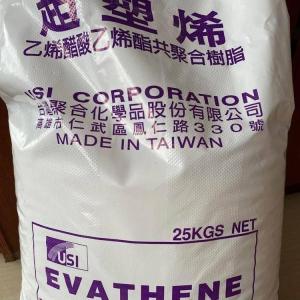 超塑烯
乙烯醋酸乙烯酯共聚合樹脂
USI CORPORATION
台灣聚合化學品股份有限公司
高雄市仁武區鳳仁路330號
MADE IN TAIWAN
25KGS NET
USI
EVATHENE